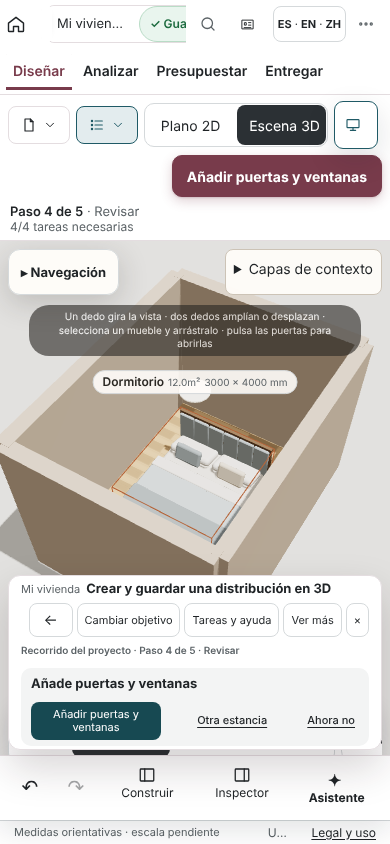 Mi vivien... ✓ Gua ES · EN · ZH
Diseñar Analizar Presupuestar Entregar
Plano 2D Escena 3D
Añadir puertas y ventanas
Paso 4 de 5 · Revisar
4/4 tareas necesarias
▸ Navegación
▶ Capas de contexto
Un dedo gira la vista · dos dedos amplían o desplazan ·
selecciona un mueble y arrástralo · pulsa las puertas para
abrirlas
Dormitorio 12.0m² 3000 × 4000 mm
Mi vivienda Crear y guardar una distribución en 3D
← Cambiar objetivo Tareas y ayuda Ver más ×
Recorrido del proyecto · Paso 4 de 5 · Revisar
Añade puertas y ventanas
Añadir puertas y
ventanas
Otra estancia
Ahora no
Construir Inspector Asistente
Medidas orientativas · escala pendiente U... Legal y uso